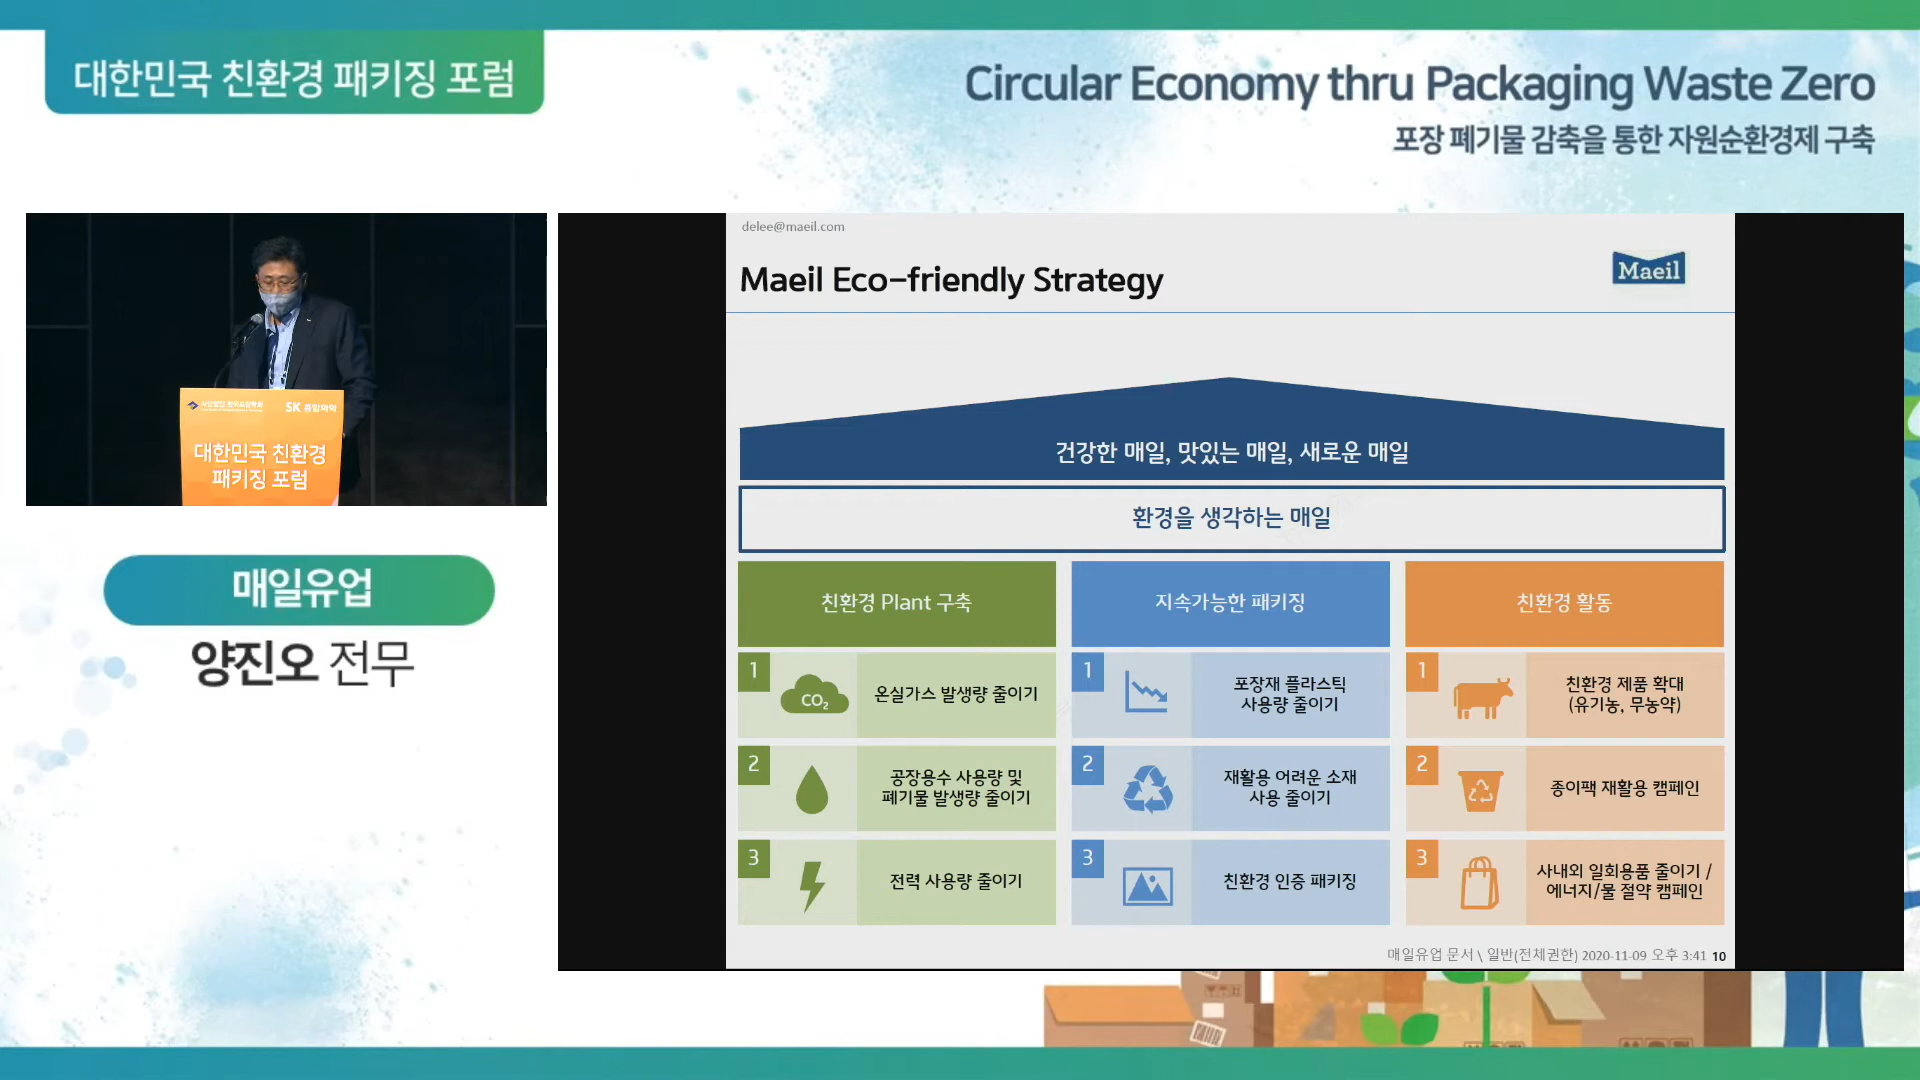 대한민국 친환경 패키징 포럼
Circular Economy thru Packaging Waste Zero
포장 폐기물 감축을 통한 자원순환경제 구축
SK 종합화학
대한민국 친환경
패키징 포럼
매일유업
양진오 전무
delee@maeil.com
Maeil Eco-friendly Strategy
Maeil
건강한 매일, 맛있는 매일, 새로운 매일
환경을 생각하는 매일
친환경 Plant 구축
1
CO₂
온실가스 발생량 줄이기
2
공장용수 사용량 및
폐기물 발생량 줄이기
3
전력 사용량 줄이기
지속가능한 패키징
1
포장재 플라스틱
사용량 줄이기
2
재활용 어려운 소재
사용 줄이기
3
친환경 인증 패키징
친환경 활동
1
친환경 제품 확대
(유기농, 무농약)
2
종이팩 재활용 캠페인
3
사내외 일회용품 줄이기 /
에너지/물 절약 캠페인
매일유업 문서 \ 일반(전체권한) 2020-11-09 오후 3:41 10